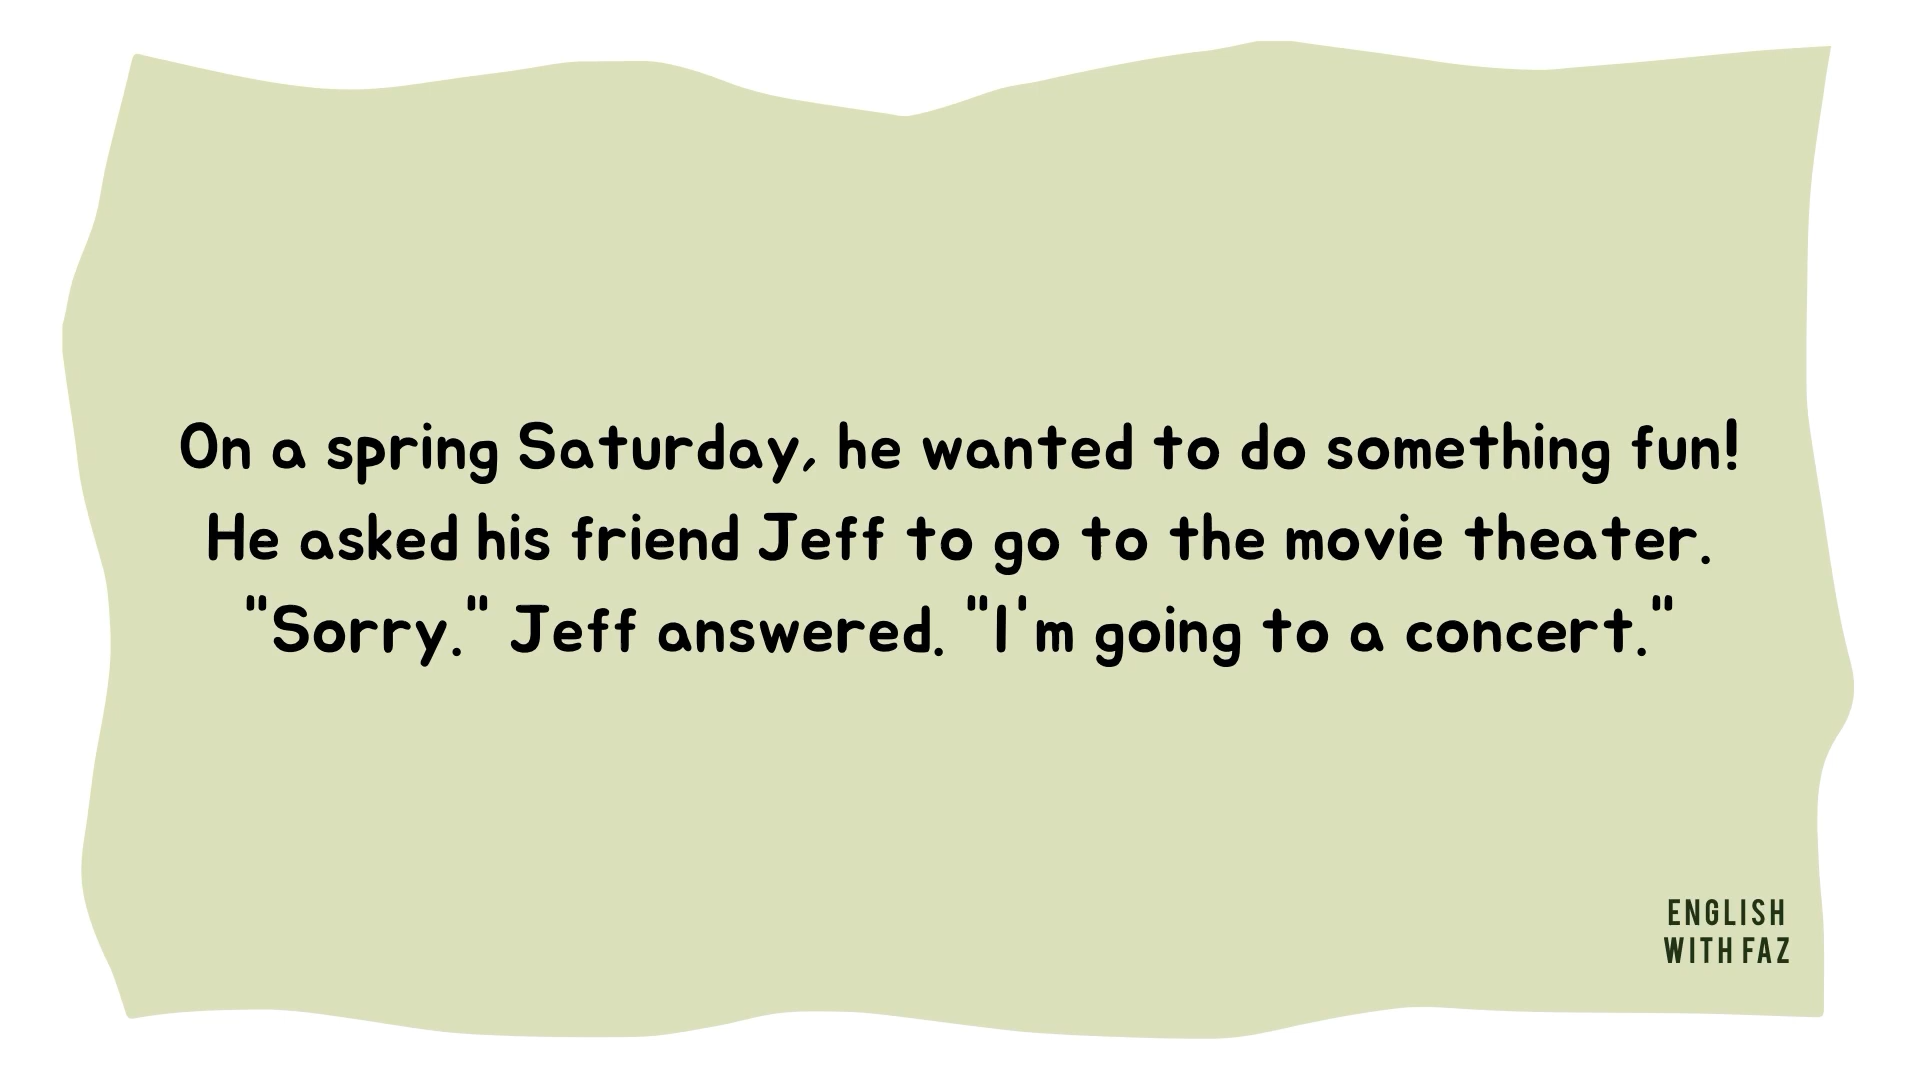 On a spring Saturday, he wanted to do something fun!
He asked his friend Jeff to go to the movie theater.
"Sorry." Jeff answered. "I'm going to a concert."
ENGLISH
WITH FAZ